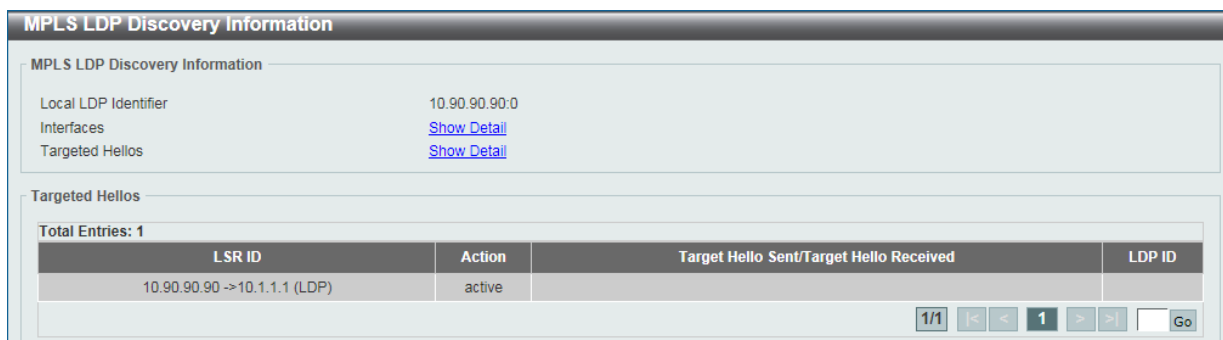 MPLS LDP Discovery Information
MPLS LDP Discovery Information
Local LDP Identifier 10.90.90.90:0
Interfaces Show Detail
Targeted Hellos Show Detail
Targeted Hellos
Total Entries: 1
LSR ID Action Target Hello Sent/Target Hello Received LDP ID
10.90.90.90 ->10.1.1.1 (LDP) active
1/1 |< < 1 > >| Go